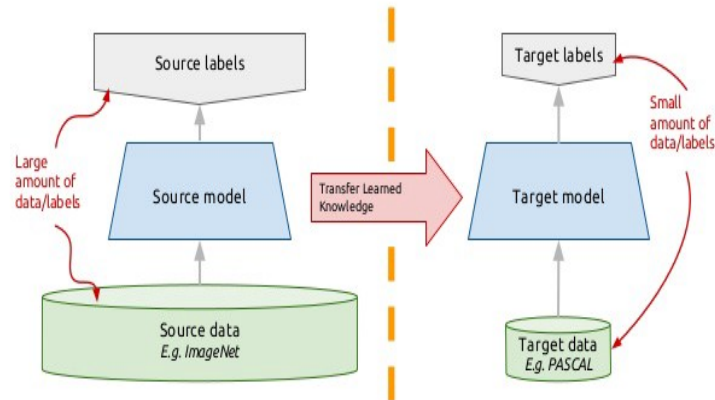 Source labels
Large
amount of
data/labels
Source model
Source data
E.g. ImageNet
Transfer Learned
Knowledge
Target labels
Small
amount of
data/labels
Target model
Target data
E.g. PASCAL